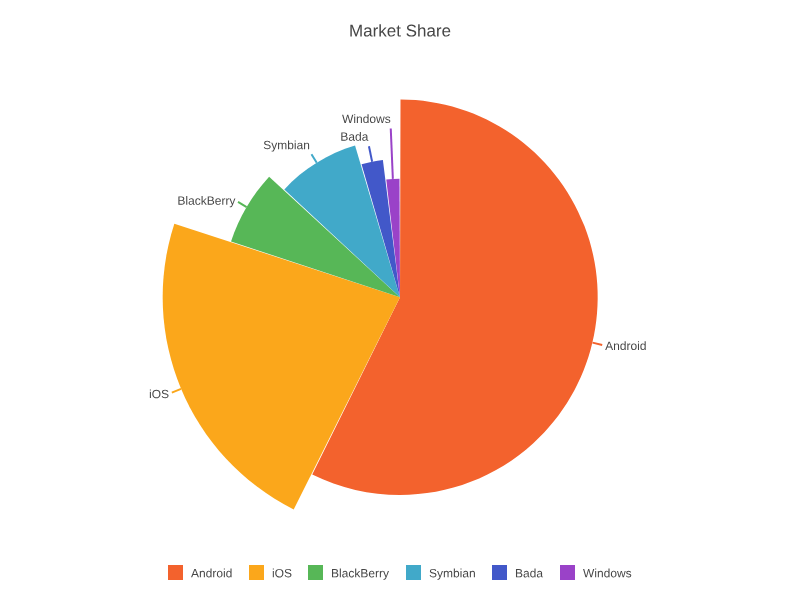 Market Share
Windows
Bada
Symbian
BlackBerry
Android
iOS
Android iOS BlackBerry Symbian Bada Windows